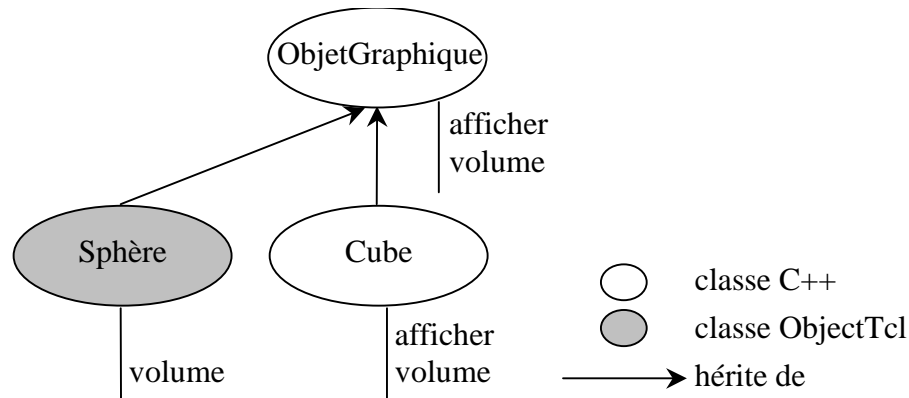 ObjetGraphique
afficher
volume
Sphère
Cube
volume
afficher
volume
classe C++
classe ObjectTcl
hérite de